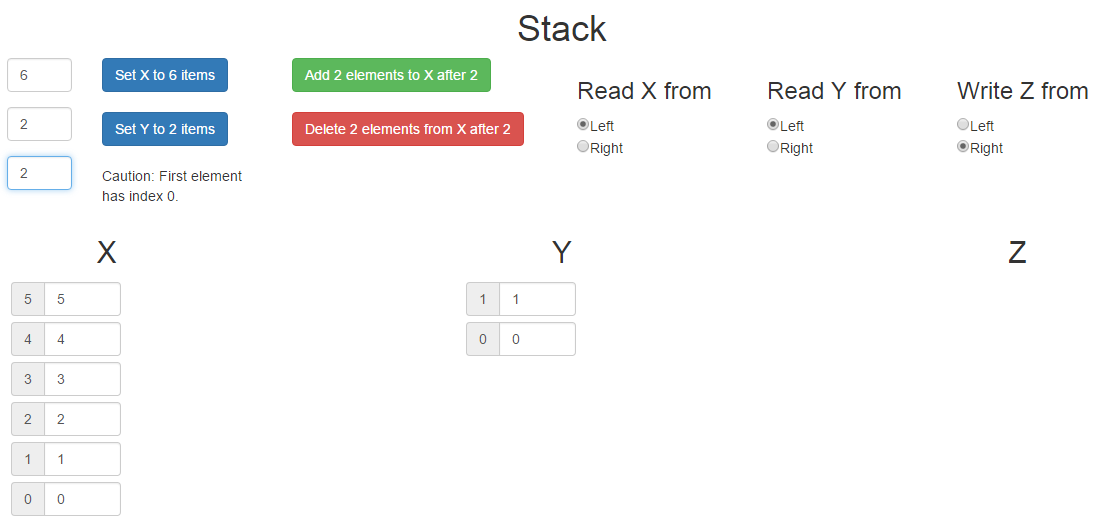 Stack
6
Set X to 6 items
Add 2 elements to X after 2
2
Set Y to 2 items
Delete 2 elements from X after 2
2
Caution: First element
has index 0.
Read X from
Left
Right
Read Y from
Left
Right
Write Z from
Left
Right
X
5 5
4 4
3 3
2 2
1 1
0 0
Y
1 1
0 0
Z